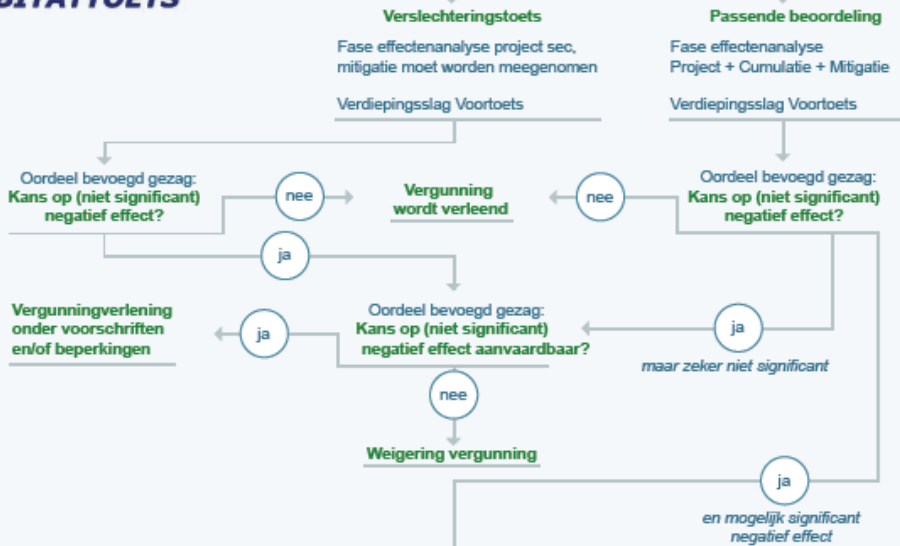 Verslechteringstoets
Fase effectenanalyse project sec,
mitigatie moet worden meegenomen
Verdiepingsslag Voortoets
Passende beoordeling
Fase effectenanalyse
Project + Cumulatie + Mitigatie
Verdiepingsslag Voortoets
Oordeel bevoegd gezag:
Kans op (niet significant)
negatief effect?
nee
Vergunning
wordt verleend
nee
Oordeel bevoegd gezag:
Kans op (niet significant)
negatief effect?
ja
Vergunningverlening
onder voorschriften
en/of beperkingen
ja
Oordeel bevoegd gezag:
Kans op (niet significant)
negatief effect aanvaardbaar?
ja
maar zeker niet significant
nee
Weigering vergunning
ja
en mogelijk significant
negatief effect